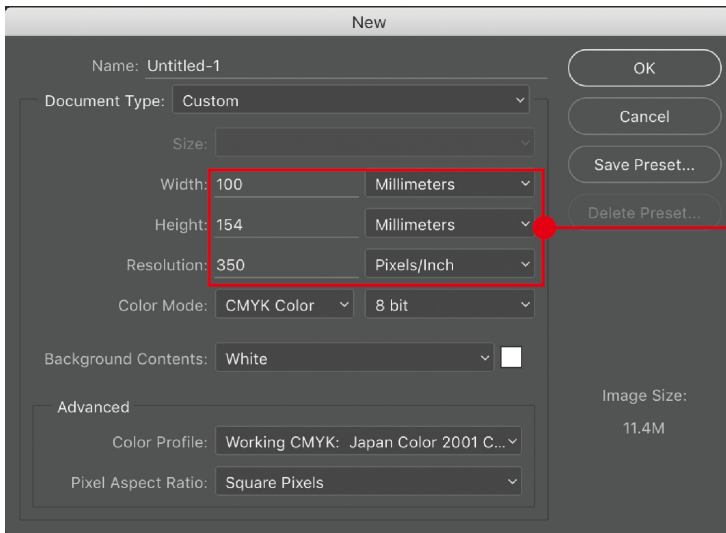 New
Name: Untitled-1
OK
Document Type: Custom
Cancel
Size:
Save Preset...
Width: 100 Millimeters
Delete Preset...
Height: 154 Millimeters
Resolution: 350 Pixels/Inch
Color Mode: CMYK Color 8 bit
Background Contents: White
Image Size:
11.4M
Advanced
Color Profile: Working CMYK: Japan Color 2001 C...
Pixel Aspect Ratio: Square Pixels